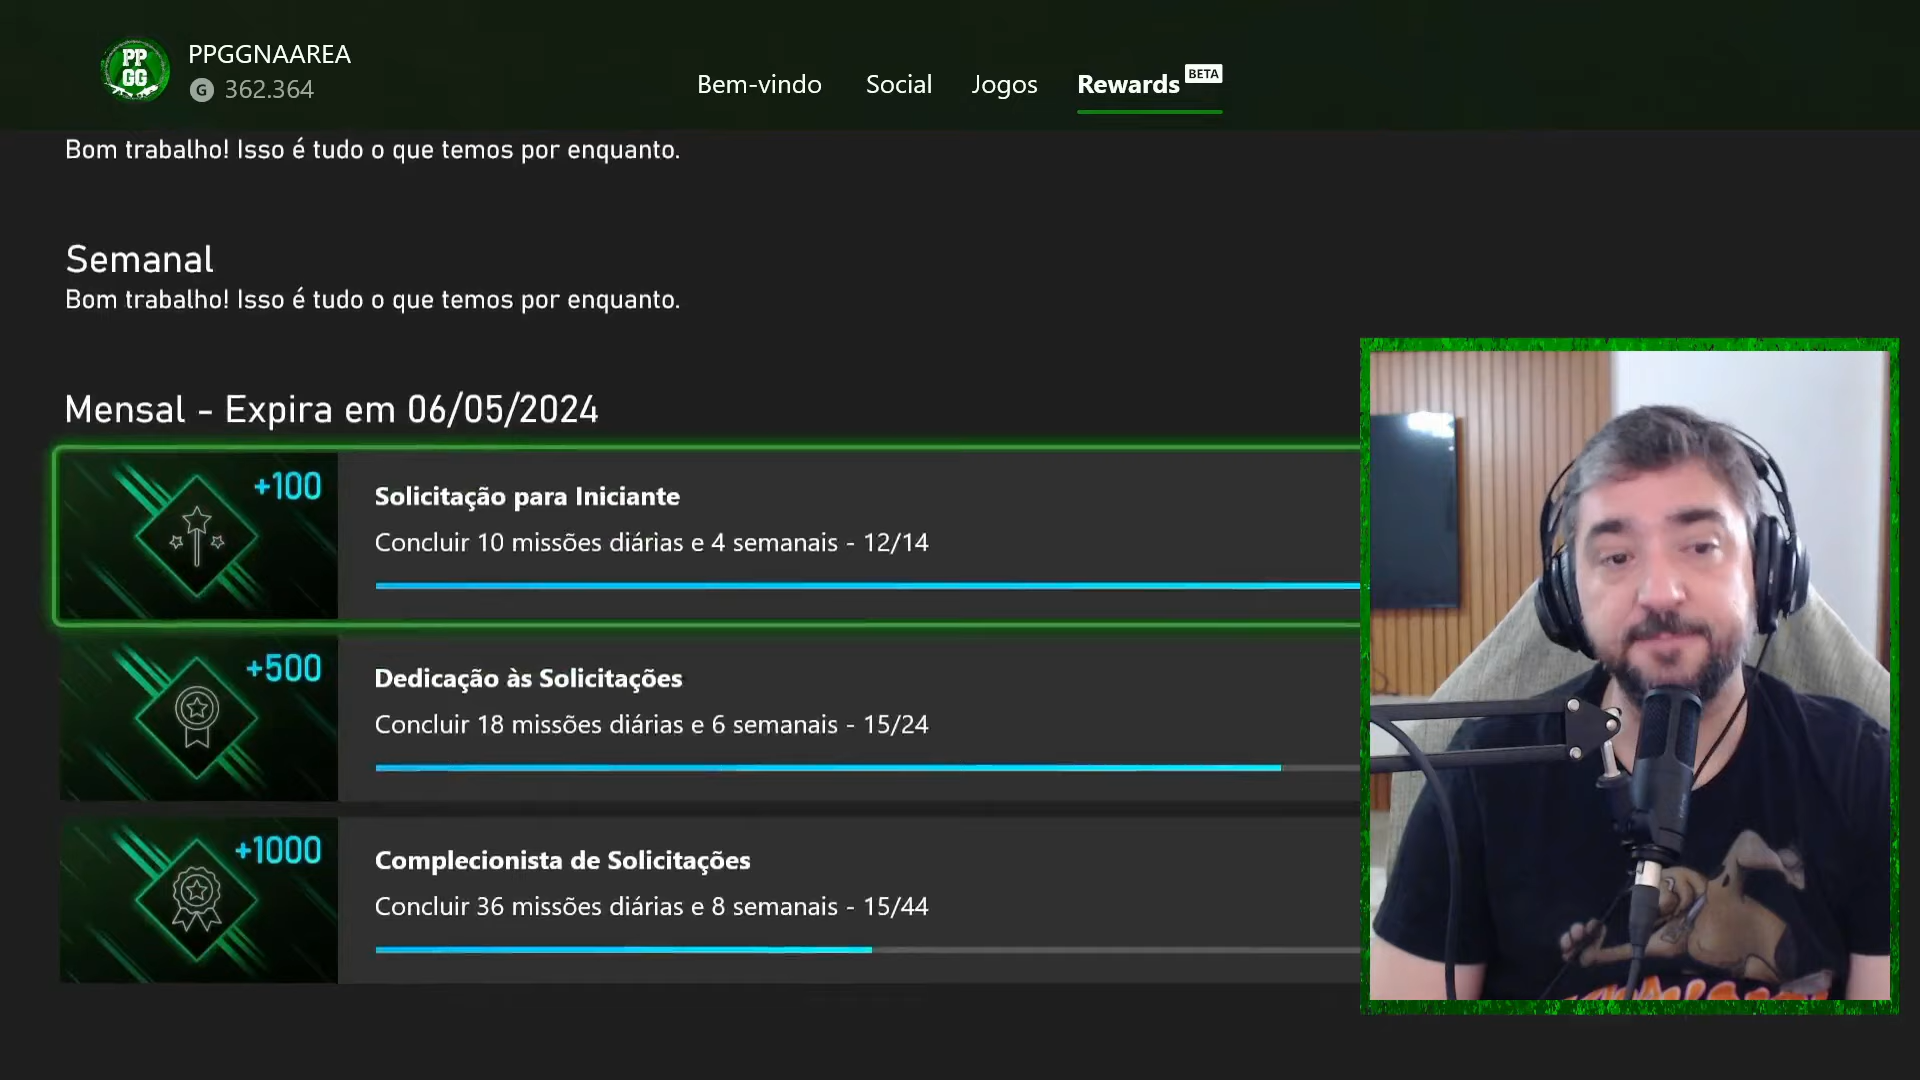 PP
GG
PPGGNAAREA
G 362.364
Bem-vindo Social Jogos Rewards BETA
Bom trabalho! Isso é tudo o que temos por enquanto.
Semanal
Bom trabalho! Isso é tudo o que temos por enquanto.
Mensal - Expira em 06/05/2024
+100
Solicitação para Iniciante
Concluir 10 missões diárias e 4 semanais - 12/14
+500
Dedicação às Solicitações
Concluir 18 missões diárias e 6 semanais - 15/24
+1000
Complecionista de Solicitações
Concluir 36 missões diárias e 8 semanais - 15/44